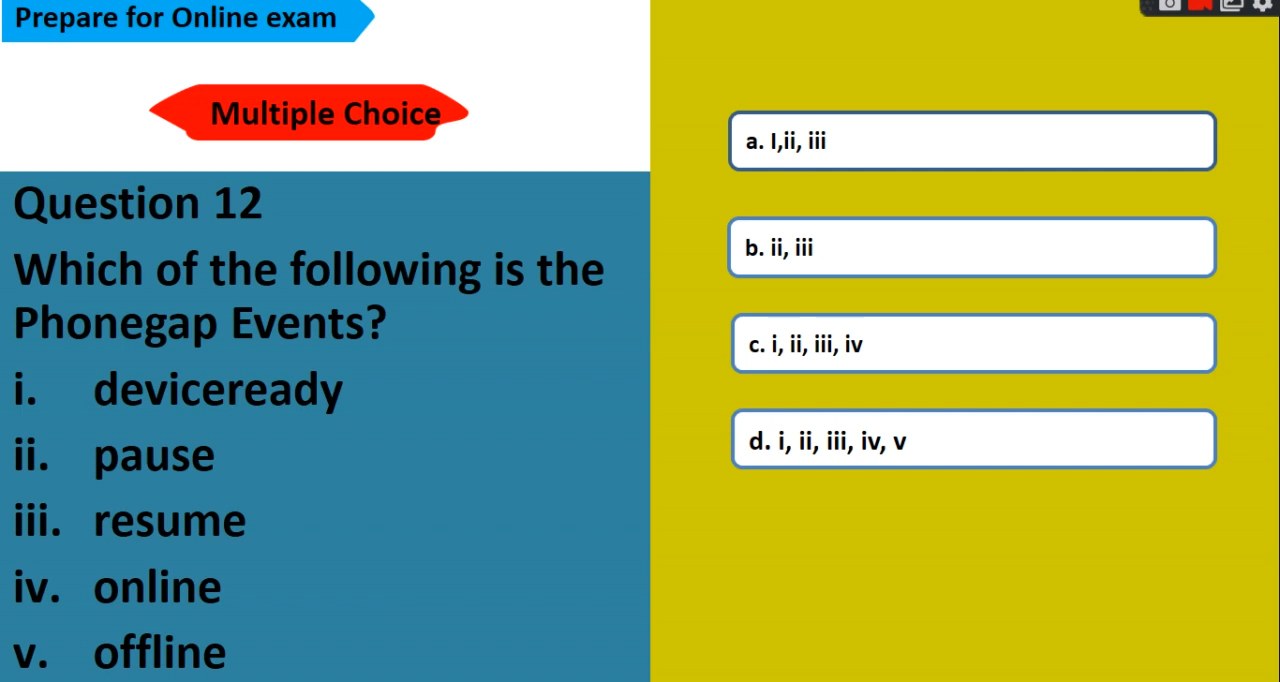 Prepare for Online exam
Multiple Choice
Question 12
Which of the following is the
Phonegap Events?
i. deviceready
ii. pause
iii. resume
iv. online
v. offline
a. I,ii, iii
b. ii, iii
c. i, ii, iii, iv
d. i, ii, iii, iv, v